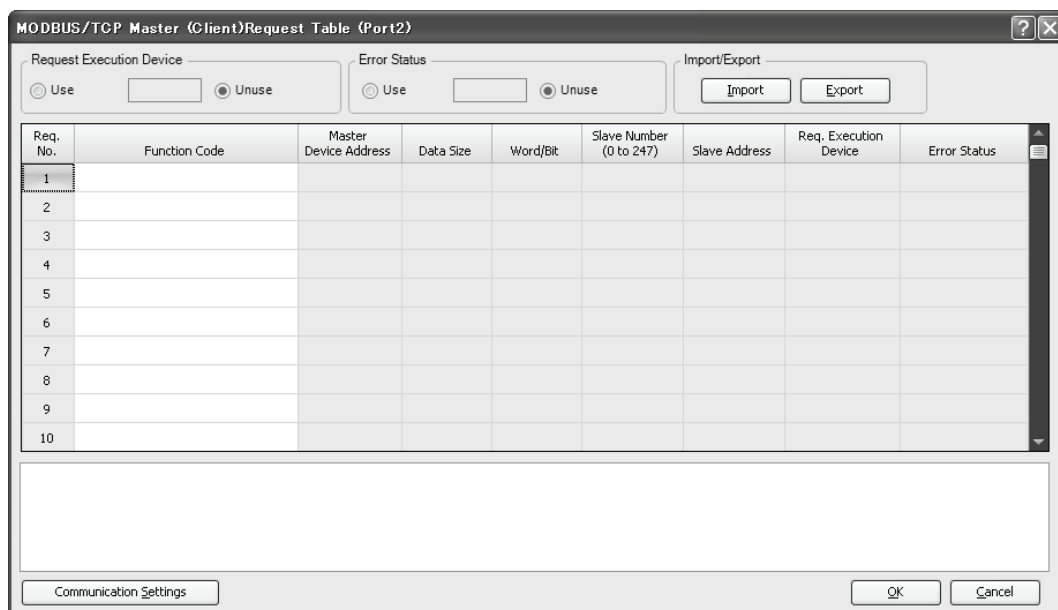 MODBUS/TCP Master (Client)Request Table (Port2)
Request Execution Device
Error Status
Import/Export
Use
Unuse
Use
Unuse
Import
Export
Req. No.
Function Code
Master Device Address
Data Size
Word/Bit
Slave Number (0 to 247)
Slave Address
Req. Execution Device
Error Status
1
2
3
4
5
6
7
8
9
10
Communication Settings
OK
Cancel